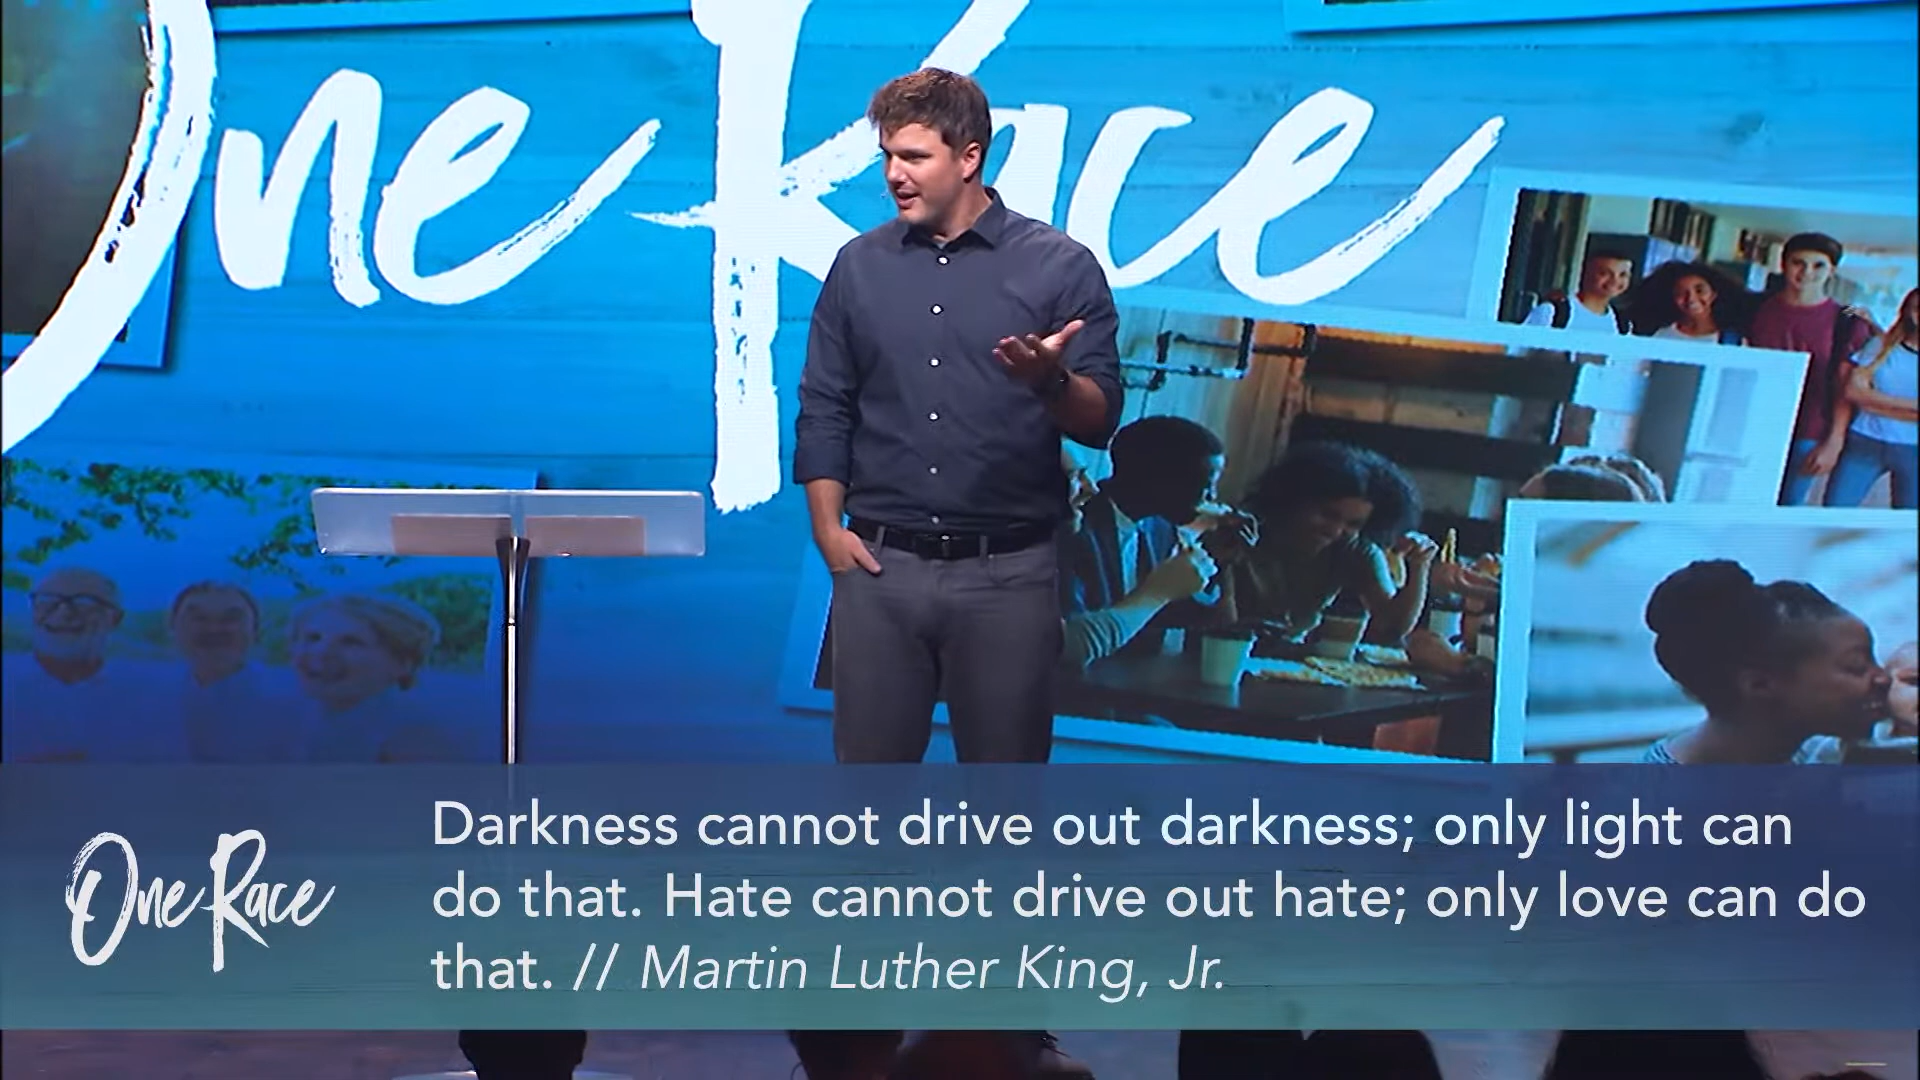 One Race
One Race
Darkness cannot drive out darkness; only light can
do that. Hate cannot drive out hate; only love can do
that. // Martin Luther King, Jr.